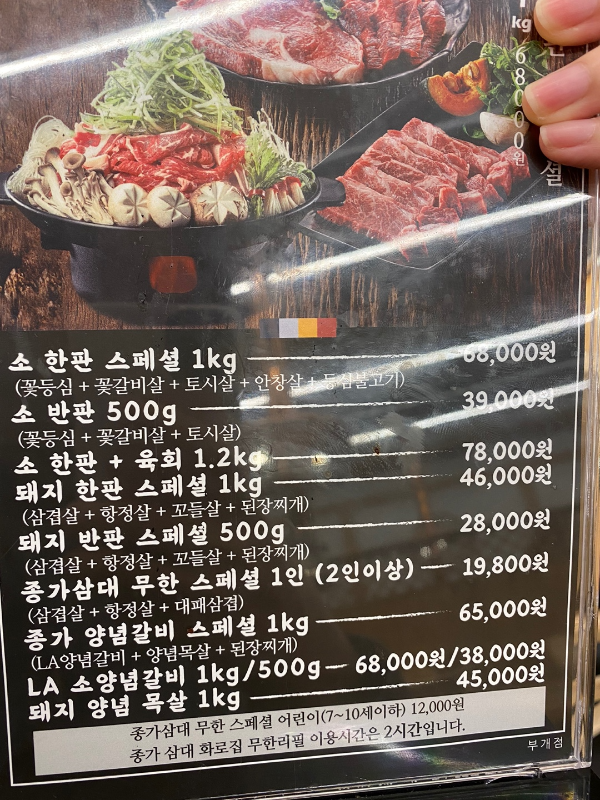 kg 68000원
소 한판 스페셜 1kg 68,000원
(꽃등심 + 꽃갈비살 + 토시살 + 안창살 + 등심불고기)
소 반판 500g 39,000원
(꽃등심 + 꽃갈비살 + 토시살)
소 한판 + 육회 1.2kg 78,000원
돼지 한판 스페셜 1kg 46,000원
(삼겹살 + 항정살 + 꼬들살 + 된장찌개)
돼지 반판 스페셜 500g 28,000원
(삼겹살 + 항정살 + 꼬들살 + 된장찌개)
종가삼대 무한 스페셜 1인 (2인이상) 19,800원
(삼겹살 + 항정살 + 대패삼겹)
종가 양념갈비 스페셜 1kg 65,000원
(LA양념갈비 + 양념목살 + 된장찌개)
LA 소양념갈비 1kg/500g 68,000원/38,000원
돼지 양념 목살 1kg 45,000원
종가삼대 무한 스페셜 어린이(7~10세이하) 12,000원
종가 삼대 화로집 무한리필 이용시간은 2시간입니다.
부개점